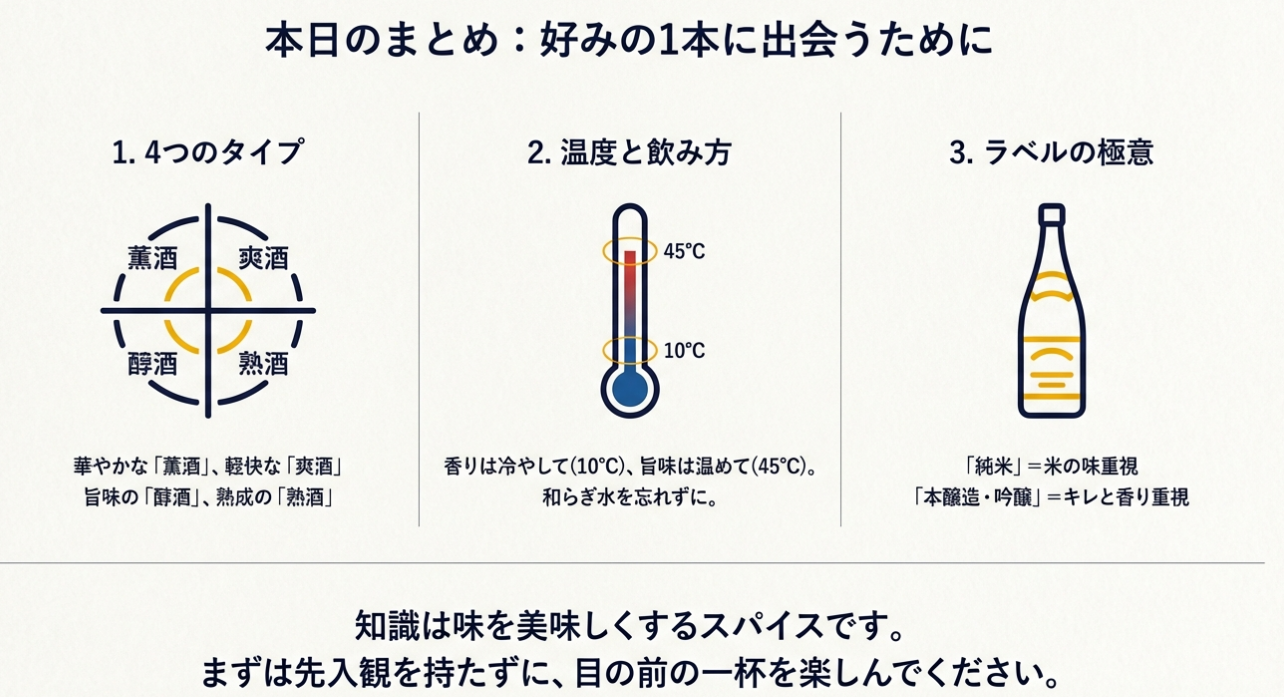 本日のまとめ：好みの1本に出会うために
1. 4つのタイプ
薫酒
爽酒
醇酒
熟酒
華やかな「薫酒」、軽快な「爽酒」
旨味の「醇酒」、熟成の「熟酒」
2. 温度と飲み方
45°C
10°C
香りは冷やして(10°C)、旨味は温めて(45°C)。
和らぎ水を忘れずに。
3. ラベルの極意
「純米」＝米の味重視
「本醸造・吟醸」＝キレと香り重視
知識は味を美味しくするスパイスです。
まずは先入観を持たずに、目の前の一杯を楽しんでください。